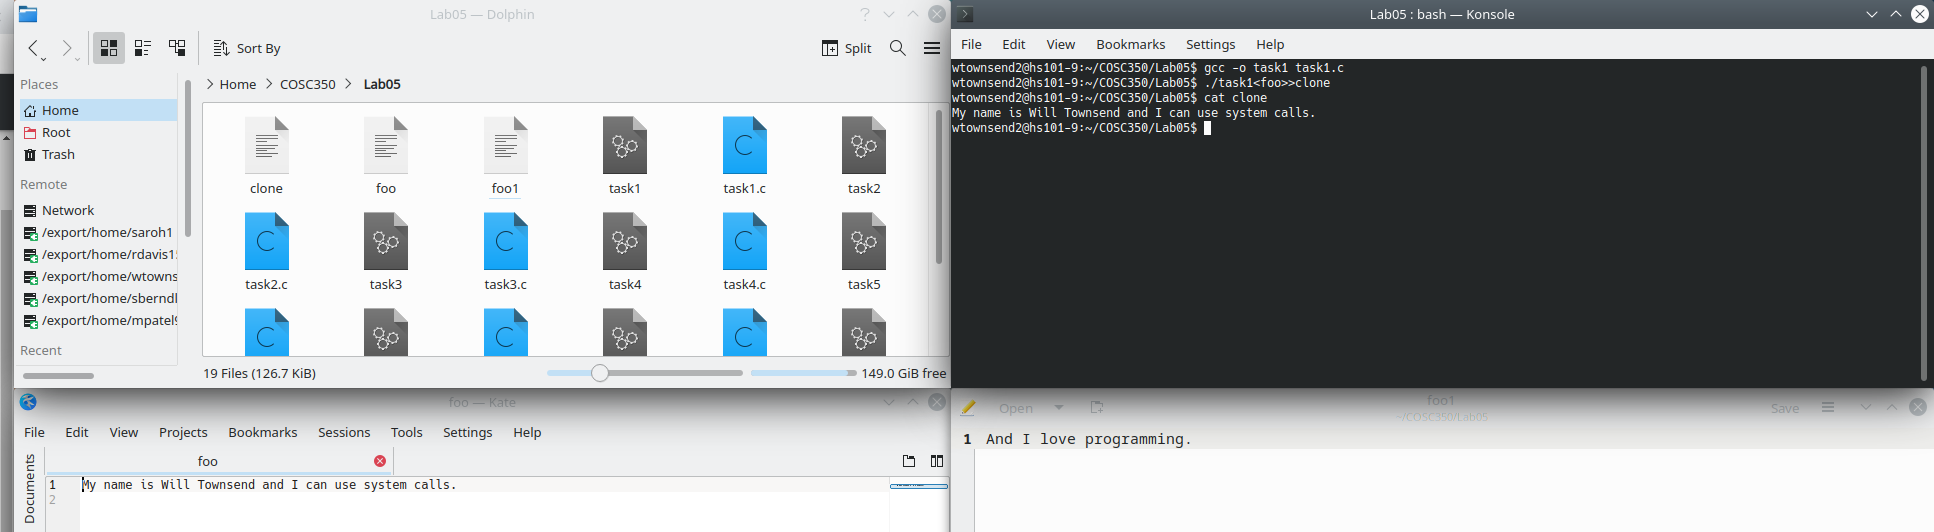 Lab05 — Dolphin
Sort By
Split
Places
Home
Root
Trash
Remote
Network
/export/home/saroh1
/export/home/rdavis1
/export/home/wtowns
/export/home/sberndl
/export/home/mpatel9
Recent
> Home > COSC350 > Lab05
clone foo foo1 task1 task1.c task2
task2.c task3 task3.c task4 task4.c task5
19 Files (126.7 KiB)
149.0 GiB free
Lab05 : bash — Konsole
File Edit View Bookmarks Settings Help
wtownsend2@hs101-9:~/COSC350/Lab05$ gcc -o task1 task1.c
wtownsend2@hs101-9:~/COSC350/Lab05$ ./task1<foo>>clone
wtownsend2@hs101-9:~/COSC350/Lab05$ cat clone
My name is Will Townsend and I can use system calls.
wtownsend2@hs101-9:~/COSC350/Lab05$
foo — Kate
File Edit View Projects Bookmarks Sessions Tools Settings Help
Documents
foo
1 My name is Will Townsend and I can use system calls.
2
Open
foo1
~/COSC350/Lab05
Save
1 And I love programming.